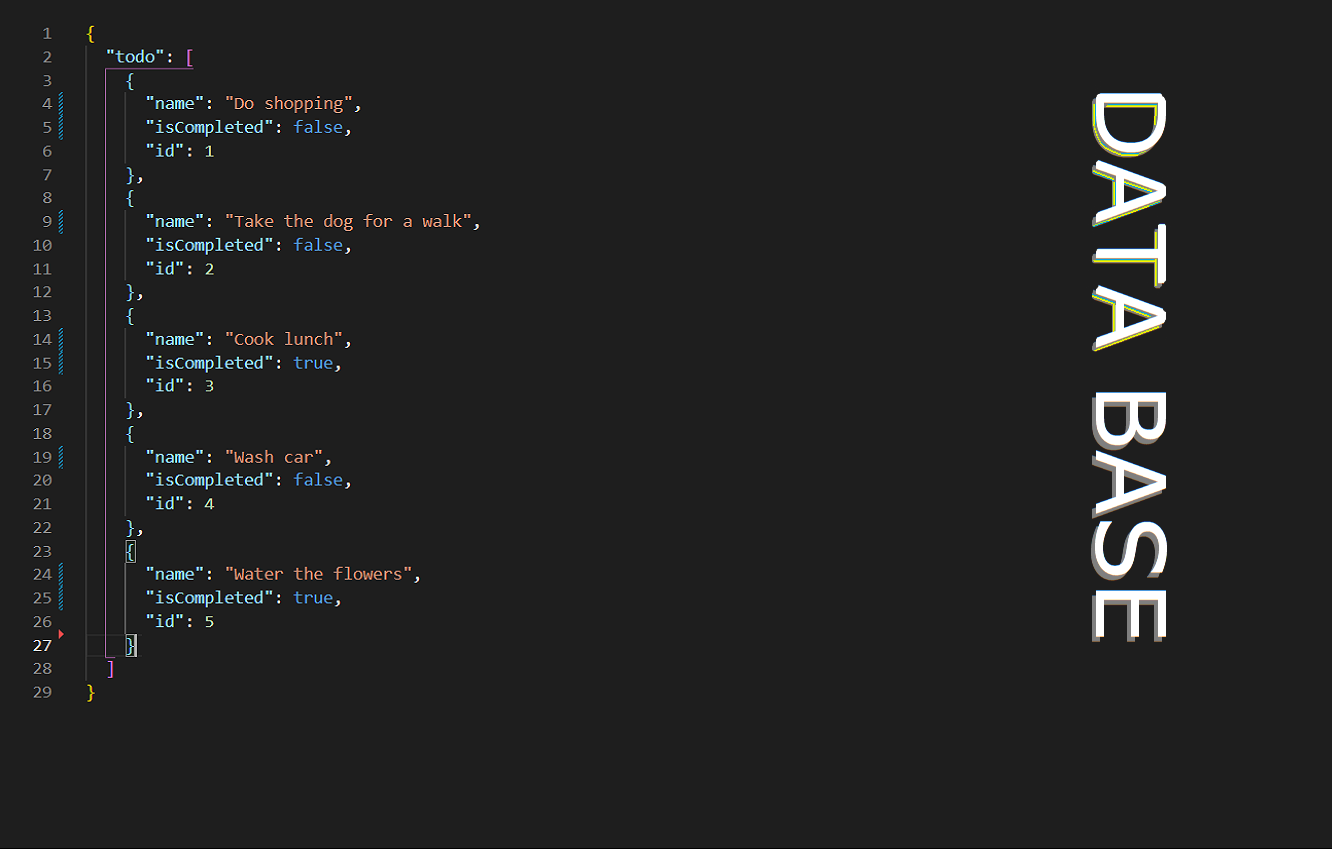 1 {
2   "todo": [
3     {
4       "name": "Do shopping",
5       "isCompleted": false,
6       "id": 1
7     },
8     {
9       "name": "Take the dog for a walk",
10       "isCompleted": false,
11       "id": 2
12     },
13     {
14       "name": "Cook lunch",
15       "isCompleted": true,
16       "id": 3
17     },
18     {
19       "name": "Wash car",
20       "isCompleted": false,
21       "id": 4
22     },
23     {
24       "name": "Water the flowers",
25       "isCompleted": true,
26       "id": 5
27     }
28   ]
29 }
DATA BASE